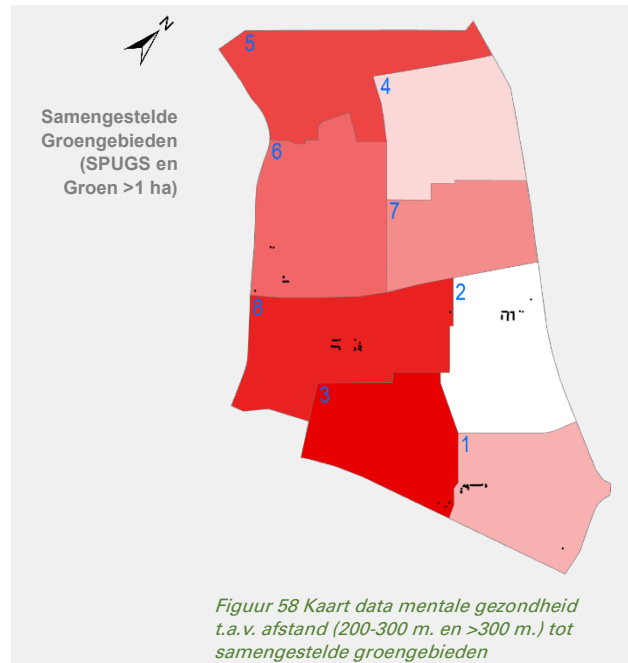 N
5
4
Samengestelde
Groengebieden
(SPUGS en
Groen >1 ha)
6
7
2
8
3
1
Figuur 58 Kaart data mentale gezondheid
t.a.v. afstand (200-300 m. en >300 m.) tot
samengestelde groengebieden